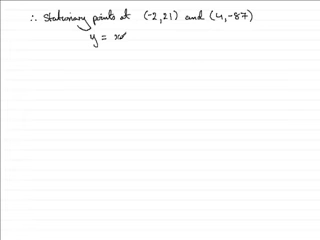 ∴ Stationary points at (-2,21) and (4,-87)
y = x